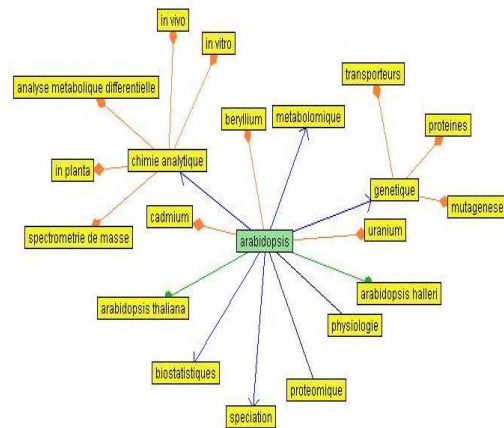 in vivo
in vitro
analyse metabolique differentielle
transporteurs
beryllium
metabolomique
proteines
chimie analytique
in planta
genetique
mutagenese
cadmium
spectrometrie de masse
arabidopsis
uranium
arabidopsis thaliana
arabidopsis halleri
physiologie
biostatistiques
proteomique
speciation